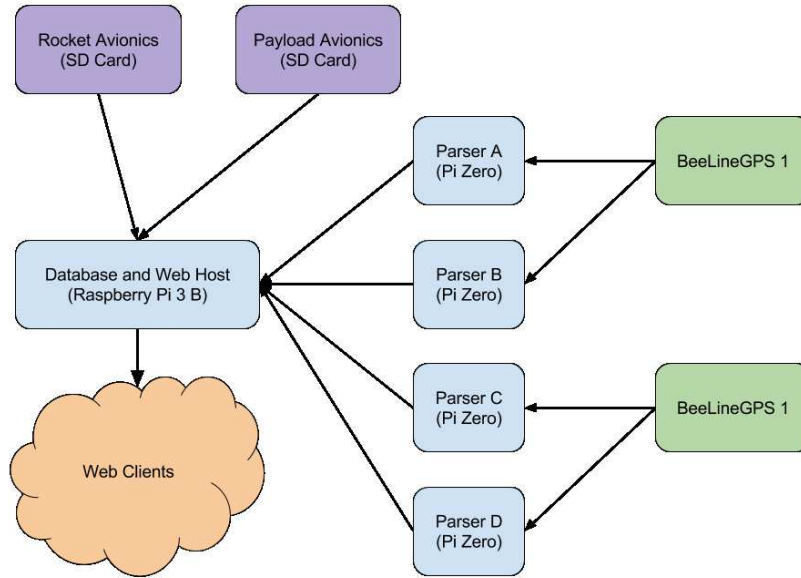 Rocket Avionics
(SD Card)
Payload Avionics
(SD Card)
Parser A
(Pi Zero)
BeeLineGPS 1
Database and Web Host
(Raspberry Pi 3 B)
Parser B
(Pi Zero)
Parser C
(Pi Zero)
BeeLineGPS 1
Web Clients
Parser D
(Pi Zero)